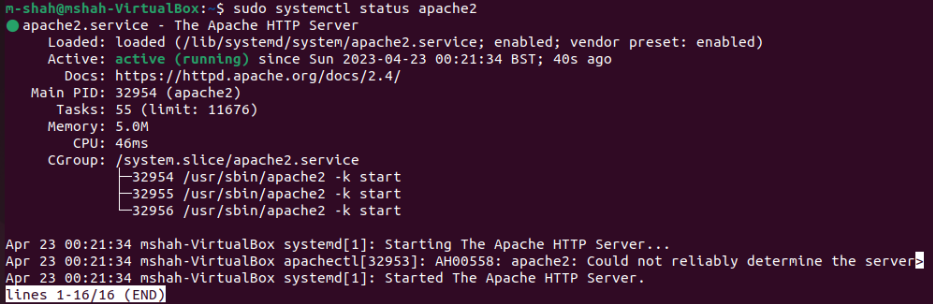 m-shah@mshah-VirtualBox:~$ sudo systemctl status apache2
● apache2.service - The Apache HTTP Server
     Loaded: loaded (/lib/systemd/system/apache2.service; enabled; vendor preset: enabled)
     Active: active (running) since Sun 2023-04-23 00:21:34 BST; 40s ago
       Docs: https://httpd.apache.org/docs/2.4/
   Main PID: 32954 (apache2)
      Tasks: 55 (limit: 11676)
     Memory: 5.0M
        CPU: 46ms
     CGroup: /system.slice/apache2.service
             ├─32954 /usr/sbin/apache2 -k start
             ├─32955 /usr/sbin/apache2 -k start
             └─32956 /usr/sbin/apache2 -k start

Apr 23 00:21:34 mshah-VirtualBox systemd[1]: Starting The Apache HTTP Server...
Apr 23 00:21:34 mshah-VirtualBox apachectl[32953]: AH00558: apache2: Could not reliably determine the server>
Apr 23 00:21:34 mshah-VirtualBox systemd[1]: Started The Apache HTTP Server.
lines 1-16/16 (END)